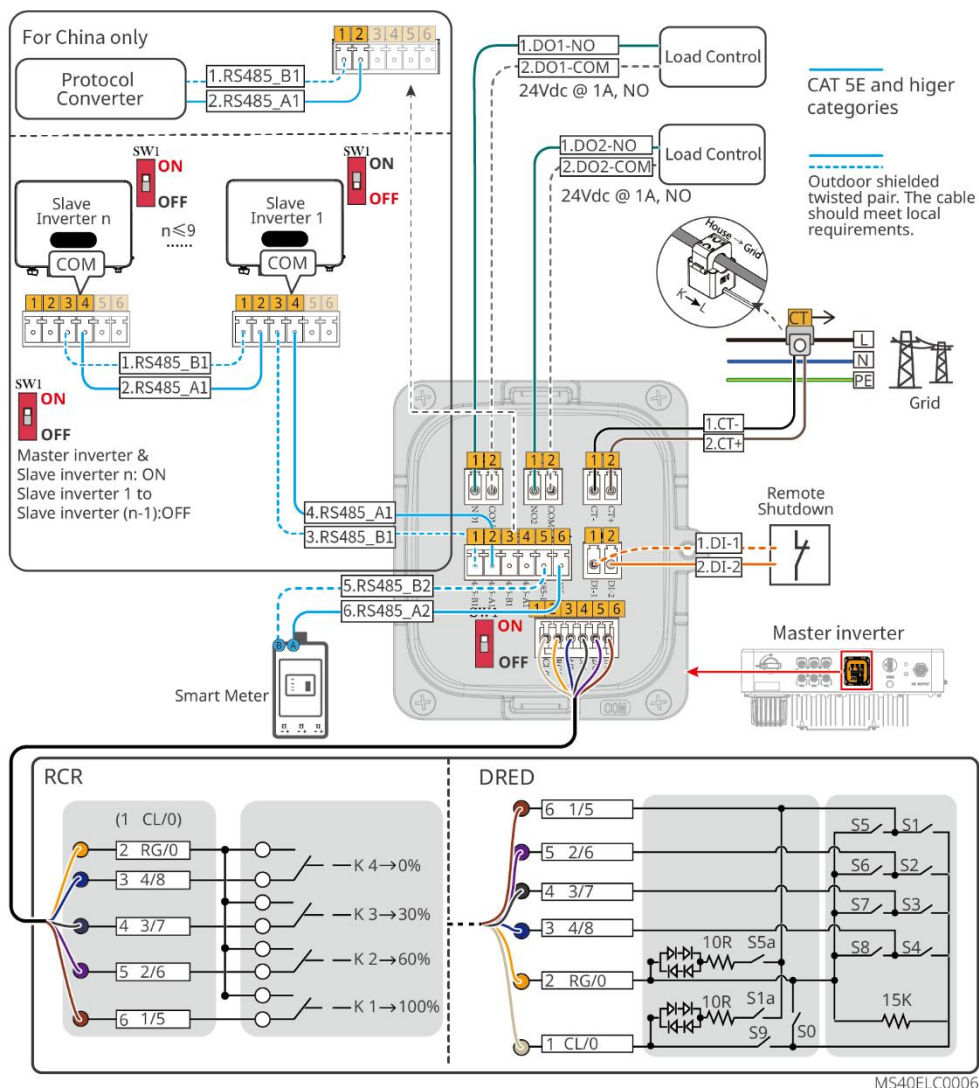 For China only
1 2 3 4 5 6
Protocol
Converter
1.RS485_B1
2.RS485_A1
1.DO1-NO
2.DO1-COM
24Vdc @ 1A, NO
Load Control
1.DO2-NO
2.DO2-COM
24Vdc @ 1A, NO
Load Control
CAT 5E and higer
categories
Outdoor shielded
twisted pair. The cable
should meet local
requirements.
SW1
ON
OFF
Slave
Inverter n
COM
n≤9
......
SW1
ON
OFF
Slave
Inverter 1
COM
1 2 3 4 5 6
1 2 3 4 5 6
1.RS485_B1
2.RS485_A1
SW1
ON
OFF
Master inverter &
Slave inverter n: ON
Slave inverter 1 to
Slave inverter (n-1):OFF
House → Grid
K→L
CT
L
N
PE
Grid
1.CT-
2.CT+
1 2
NO1
1 2
NO2
1 2
CT-
CT+
4.RS485_A1
3.RS485_B1
1 2 3 4 5 6
1 2
DI-1
DI-2
Remote
Shutdown
1.DI-1
2.DI-2
5.RS485_B2
6.RS485_A2
B A
Smart Meter
ON
OFF
1 2 3 4 5 6
COM
Master inverter
RCR
(1 CL/0)
2 RG/0
3 4/8
4 3/7
5 2/6
6 1/5
K 4→0%
K 3→30%
K 2→60%
K 1→100%
DRED
6 1/5
5 2/6
4 3/7
3 4/8
2 RG/0
1 CL/0
10R
S5a
10R
S1a
S9
S0
S5
S1
S6
S2
S7
S3
S8
S4
15K
MS40ELC0006